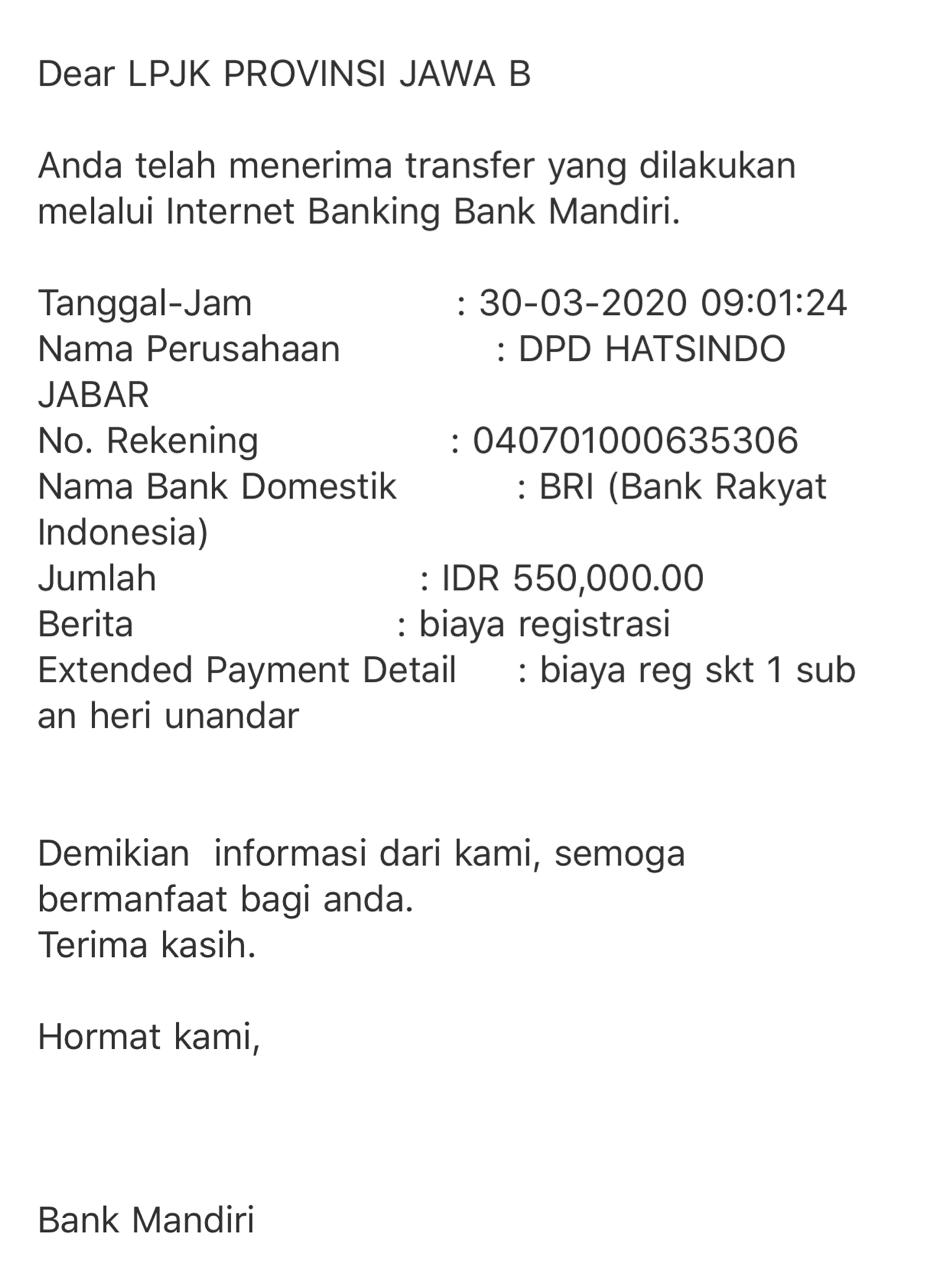 Dear LPJK PROVINSI JAWA B
Anda telah menerima transfer yang dilakukan
melalui Internet Banking Bank Mandiri.
Tanggal-Jam : 30-03-2020 09:01:24
Nama Perusahaan : DPD HATSINDO
JABAR
No. Rekening : 040701000635306
Nama Bank Domestik : BRI (Bank Rakyat
Indonesia)
Jumlah : IDR 550,000.00
Berita : biaya registrasi
Extended Payment Detail : biaya reg skt 1 sub
an heri unandar
Demikian  informasi dari kami, semoga
bermanfaat bagi anda.
Terima kasih.
Hormat kami,
Bank Mandiri